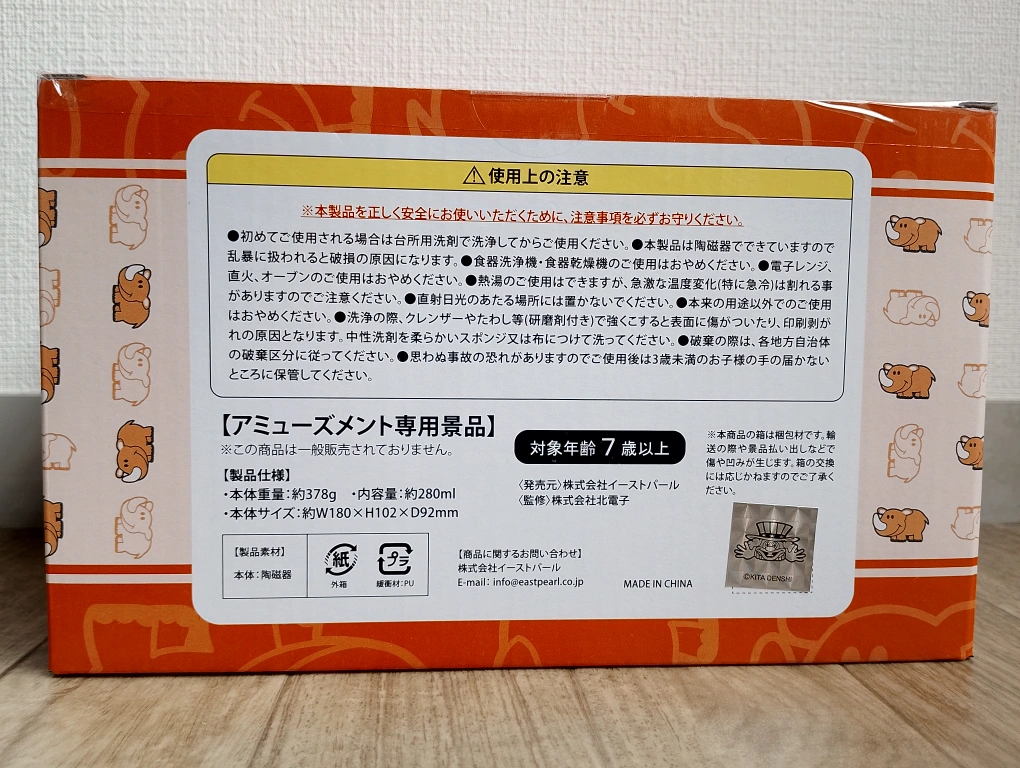 ⚠使用上の注意
※本製品を正しく安全にお使いいただくために、注意事項を必ずお守りください。
●初めてご使用される場合は台所用洗剤で洗浄してからご使用ください。●本製品は陶磁器でできていますので
乱暴に扱われると破損の原因になります。●食器洗浄機・食器乾燥機のご使用はおやめください。●電子レンジ、
直火、オーブンのご使用はおやめください。●熱湯のご使用はできますが、急激な温度変化(特に急冷)は割れる事
がありますのでご注意ください。●直射日光のあたる場所には置かないでください。●本来の用途以外でのご使用
はおやめください。●洗浄の際、クレンザーやたわし等(研磨剤付き)で強くこすると表面に傷がついたり、印刷剥が
れの原因となります。中性洗剤を柔らかいスポンジ又は布につけて洗ってください。●破棄の際は、各地方自治体
の破棄区分に従ってください。●思わぬ事故の恐れがありますのでご使用後は3歳未満のお子様の手の届かない
ところに保管してください。
【アミューズメント専用景品】
※この商品は一般販売されておりません。
【製品仕様】
・本体重量:約378g ・内容量:約280ml
・本体サイズ:約W180×H102×D92mm
対象年齢 7 歳以上
〈発売元〉株式会社イーストパール
〈監修〉株式会社北電子
※本商品の箱は梱包材です。輸
送の際や景品払い出しなどで
傷や凹みが生じます。箱の交換
には応じかねますのでご了承く
ださい。
【製品素材】
本体:陶磁器
紙
外箱
プラ
緩衝材:PU
【商品に関するお問い合わせ】
株式会社イーストパール
E-mail: info@eastpearl.co.jp
MADE IN CHINA
©KITA DENSHI